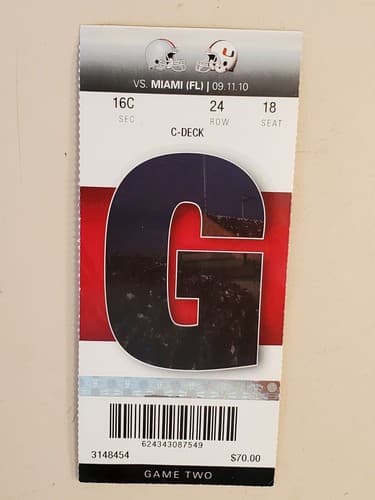 U
VS. MIAMI (FL) | 09.11.10
16C 24 18
SEC ROW SEAT
C-DECK
G
624343087549
3148454 $70.00
GAME TWO